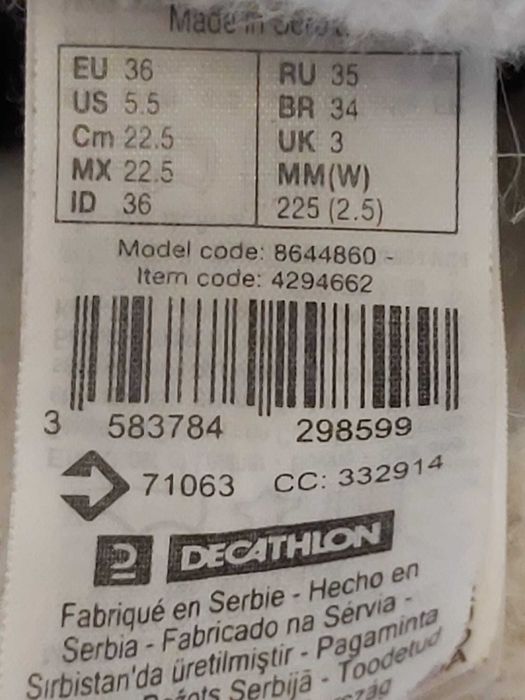 Made in
EU 36
US 5.5
Cm 22.5
MX 22.5
ID 36
RU 35
BR 34
UK 3
MM(W)
225 (2.5)
Model code: 8644860 -
Item code: 4294662
3 583784 298599
71063 CC: 332914
DECATHLON
Fabriqué en Serbie - Hecho en
Serbia - Fabricado na Sérvia -
Sırbistan'da üretilmiştir - Pagaminta
Serbijā - Toodetud